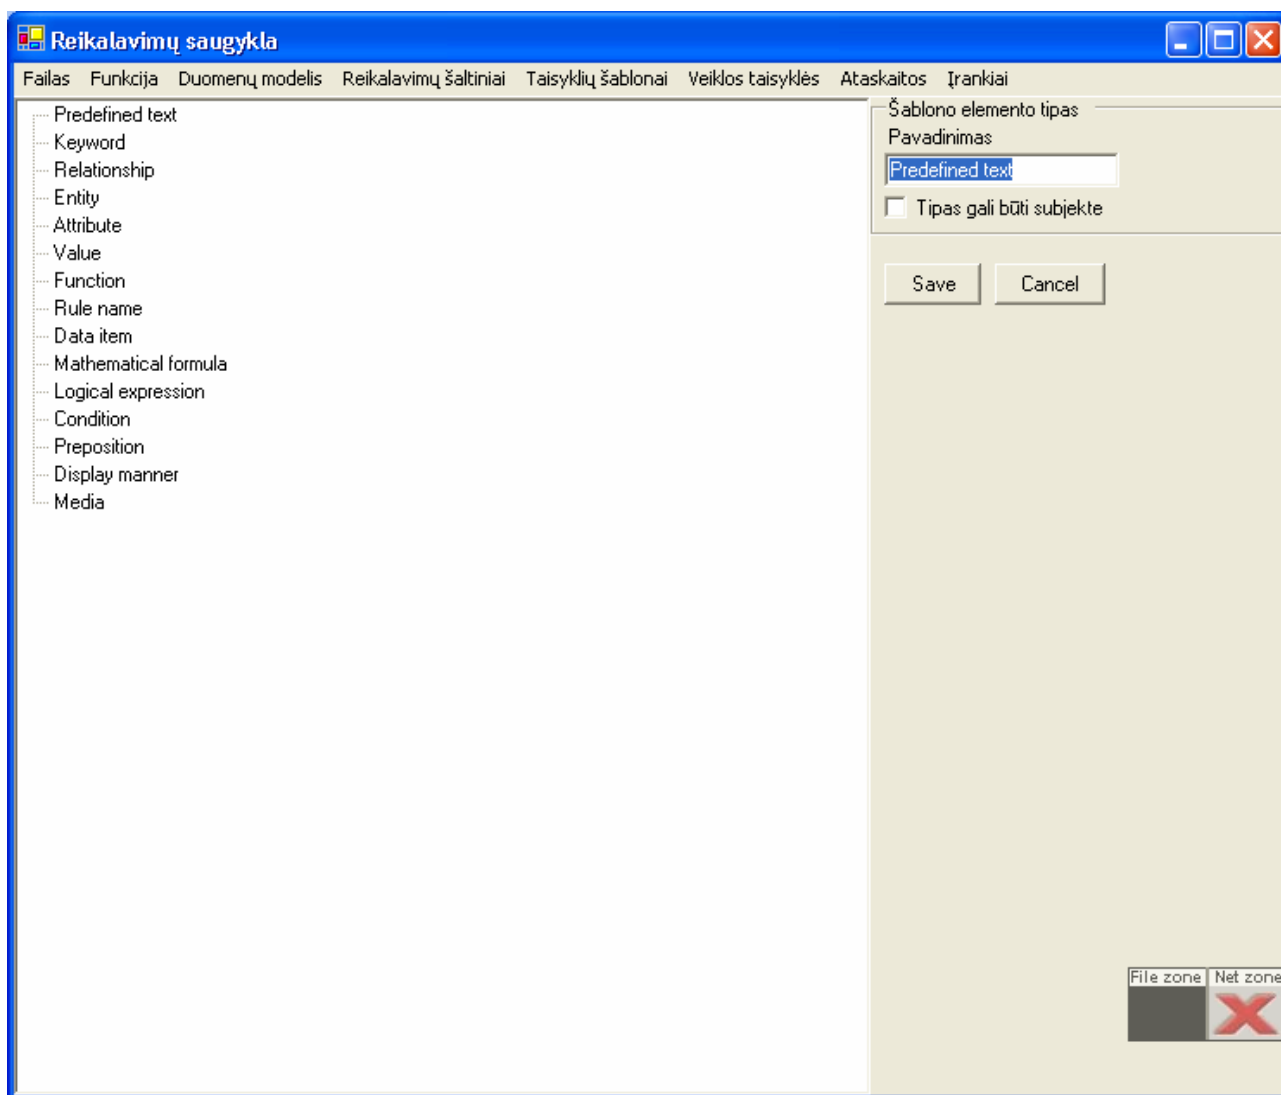 Reikalavimų saugykla
Failas Funkcija Duomenų modelis Reikalavimų šaltiniai Taisyklių šablonai Veiklos taisyklės Ataskaitos Įrankiai
Predefined text
Keyword
Relationship
Entity
Attribute
Value
Function
Rule name
Data item
Mathematical formula
Logical expression
Condition
Preposition
Display manner
Media
Šablono elemento tipas
Pavadinimas
Predefined text
Tipas gali būti subjekte
Save Cancel
File zone Net zone